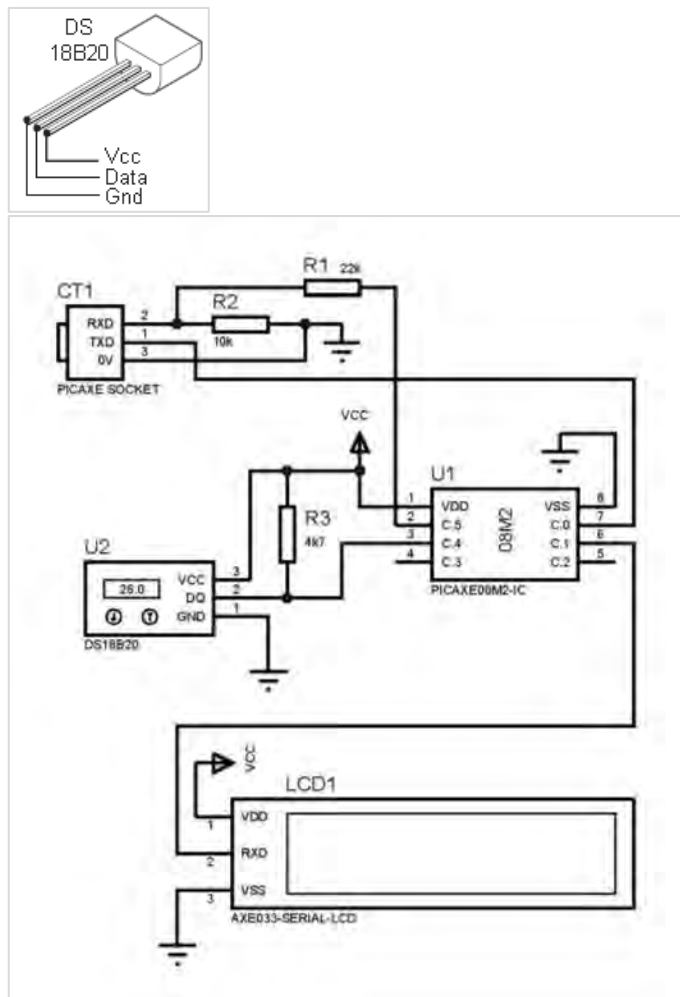 DS
18B20
Vcc
Data
Gnd
R1 22k
CT1
R2
RXD 2
10k
TXD 1
0V 3
PICAXE SOCKET
VCC
U1
1 VDD VSS 8
2 C.5 C.0 7
R3
4k7
3 C.4 C.1 6
4 C.3 C.2 5
08M2
PICAXE08M2-IC
U2
26.0
VCC 3
DQ 2
GND 1
DS18B20
VCC
LCD1
1 VDD
2 RXD
3 VSS
AXE033-SERIAL-LCD